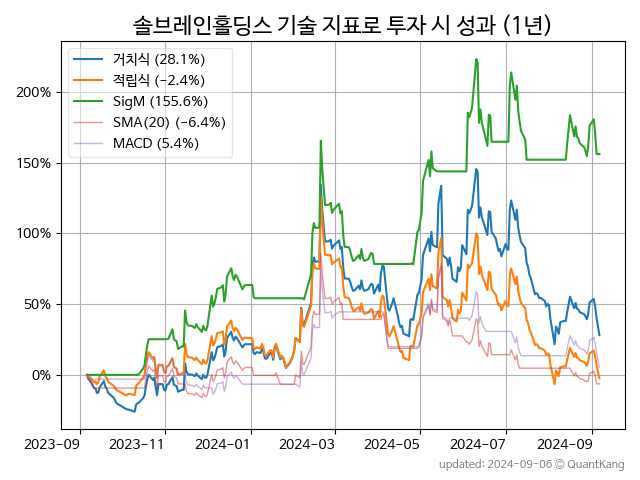 솔브레인홀딩스 기술 지표로 투자 시 성과 (1년)
거치식 (28.1%)
적립식 (−2.4%)
SigM (155.6%)
SMA(20) (−6.4%)
MACD (5.4%)
200%
150%
100%
50%
0%
2023-09 2023-11 2024-01 2024-03 2024-05 2024-07 2024-09
updated: 2024-09-06 © QuantKang